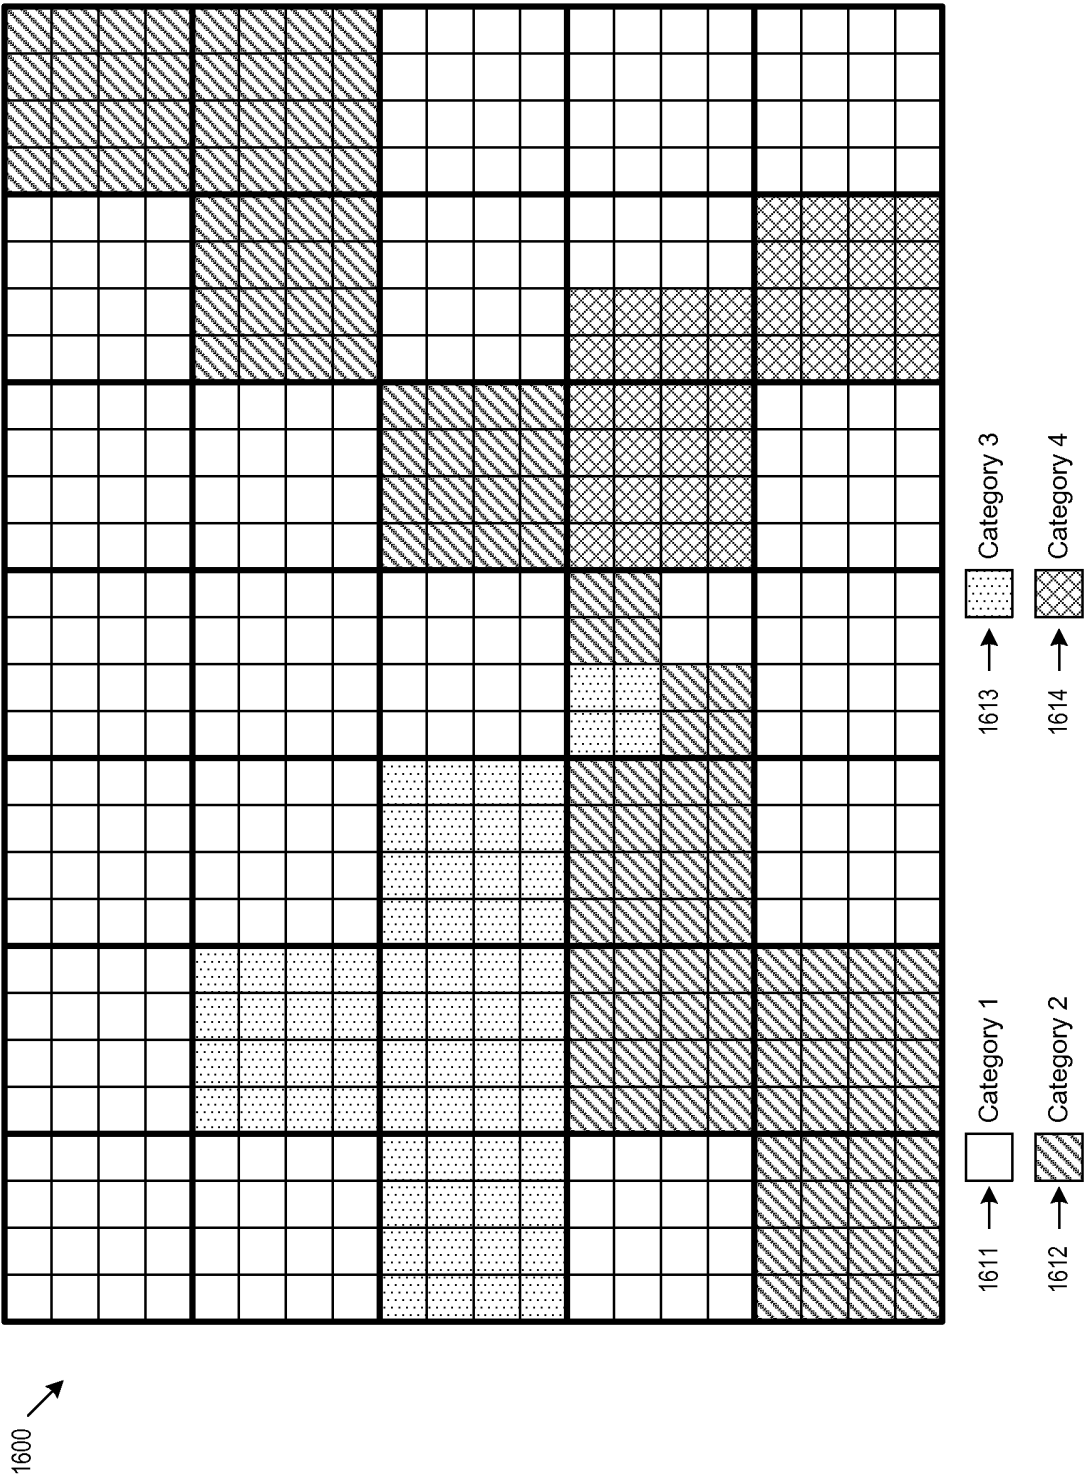 1600
1611 → Category 1
1613 → Category 3
1612 → Category 2
1614 → Category 4